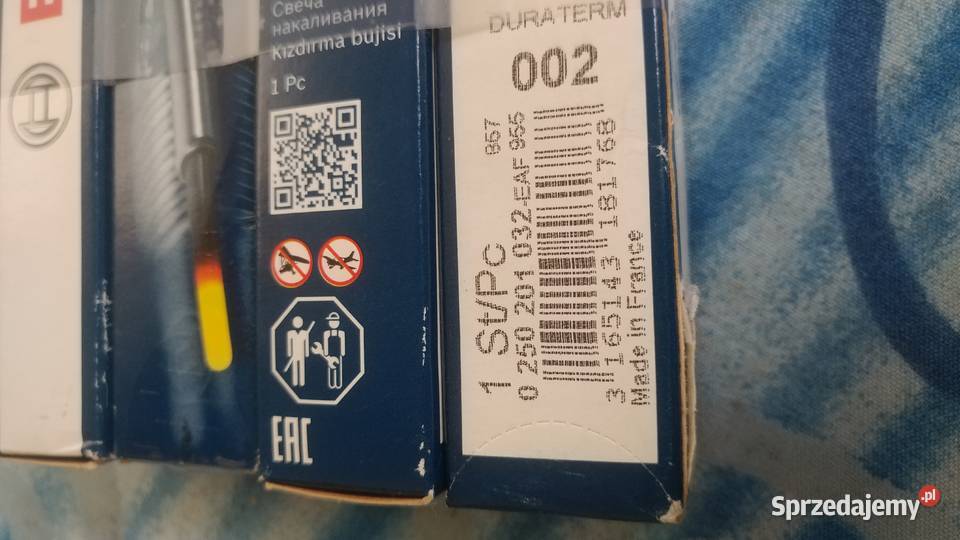 Свеча
накаливания
Kızdırma bujisi
1 Pc
EAC
DURATERM
002
1 St/PC 857
0 250 201 032-EAF 955
3 165143 181768
Made in France
Sprzedajemy.pl